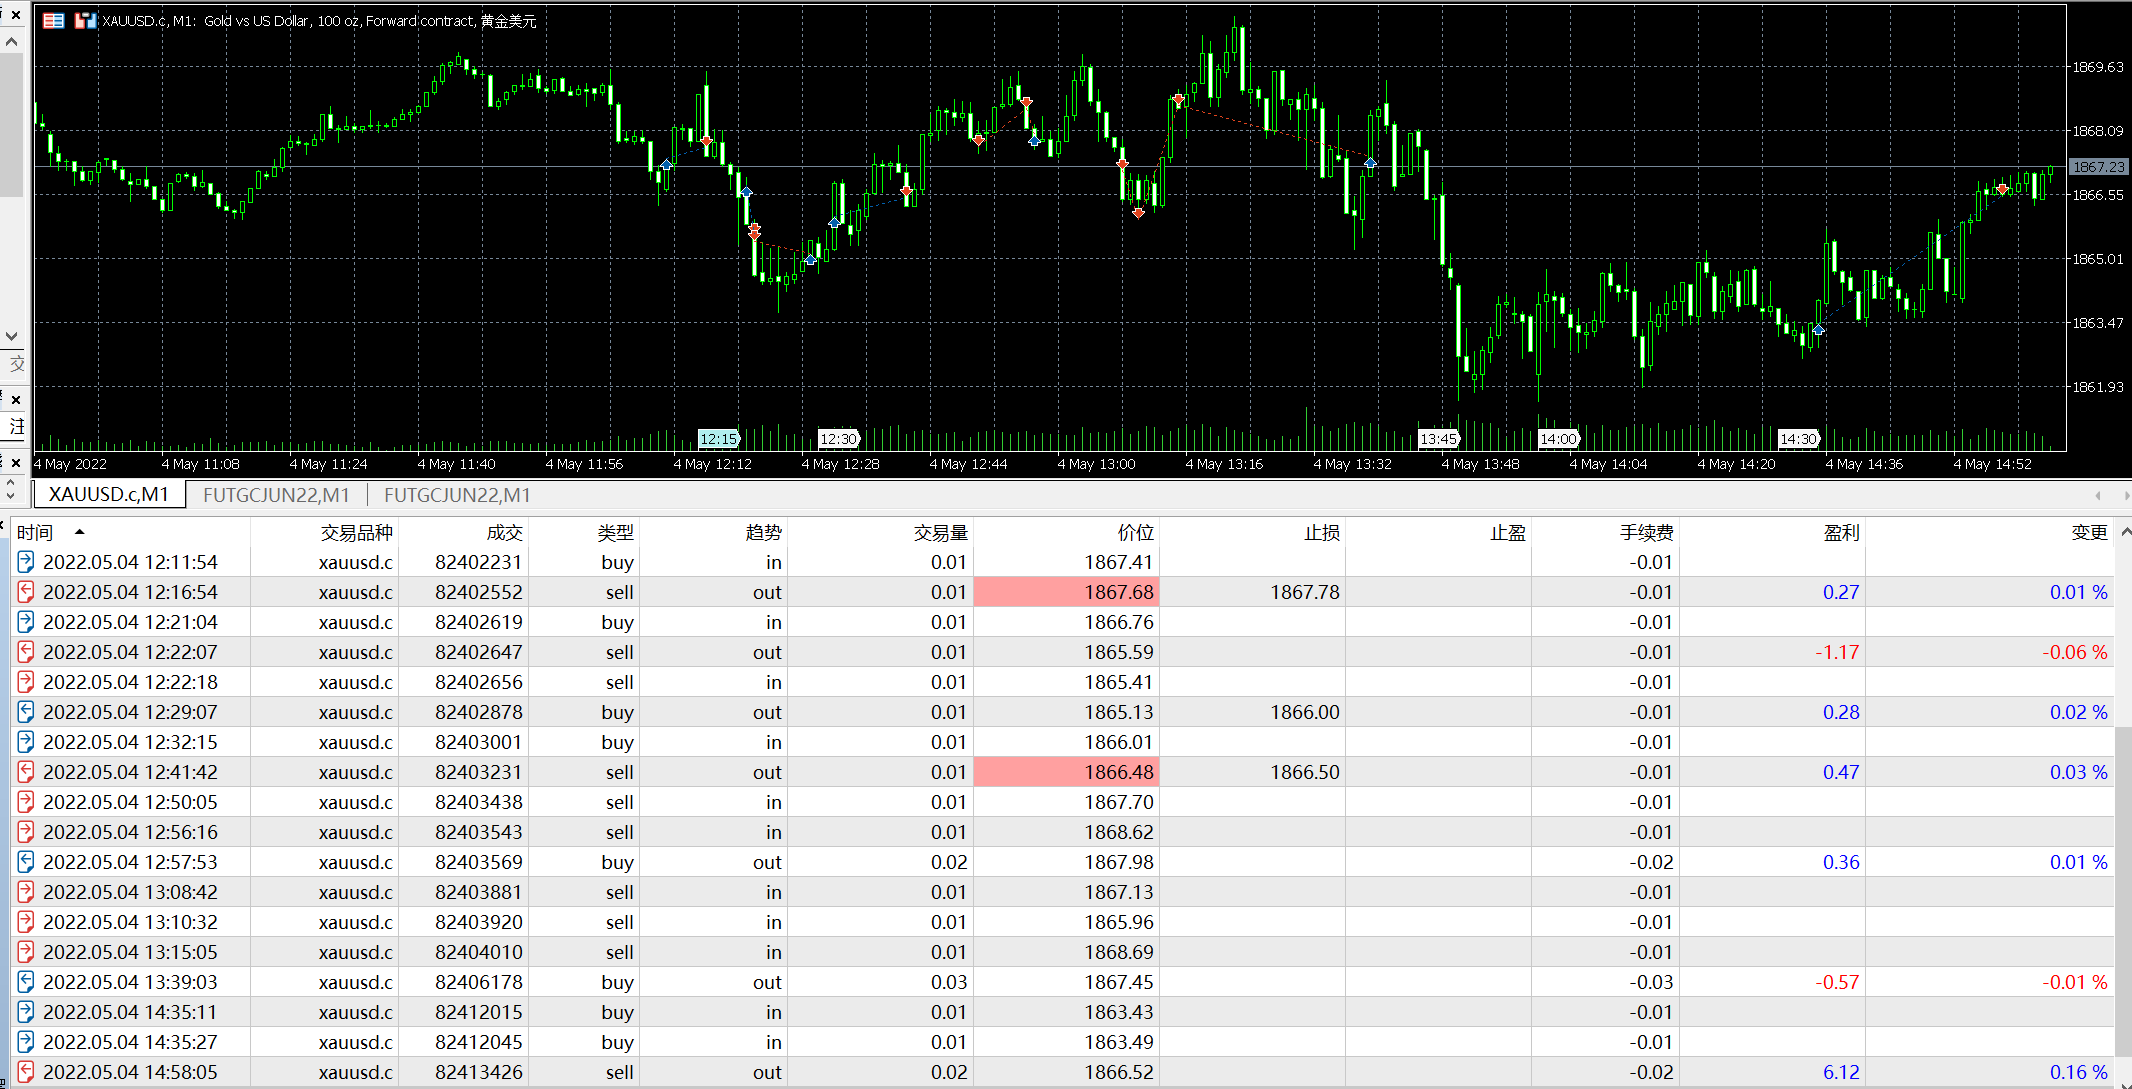 XAUUSD.c, M1: Gold vs US Dollar, 100 oz, Forward contract, 黄金美元
1869.63
1868.09
1867.23
1866.55
1865.01
1863.47
1861.93
交
注
12:15 12:30 13:45 14:00 14:30
4 May 2022 4 May 11:08 4 May 11:24 4 May 11:40 4 May 11:56 4 May 12:12 4 May 12:28 4 May 12:44 4 May 13:00 4 May 13:16 4 May 13:32 4 May 13:48 4 May 14:04 4 May 14:20 4 May 14:36 4 May 14:52
XAUUSD.c,M1 FUTGCJUN22,M1 FUTGCJUN22,M1
时间 交易品种 成交 类型 趋势 交易量 价位 止损 止盈 手续费 盈利 变更
2022.05.04 12:11:54 xauusd.c 82402231 buy in 0.01 1867.41 -0.01
2022.05.04 12:16:54 xauusd.c 82402552 sell out 0.01 1867.68 1867.78 -0.01 0.27 0.01 %
2022.05.04 12:21:04 xauusd.c 82402619 buy in 0.01 1866.76 -0.01
2022.05.04 12:22:07 xauusd.c 82402647 sell out 0.01 1865.59 -0.01 -1.17 -0.06 %
2022.05.04 12:22:18 xauusd.c 82402656 sell in 0.01 1865.41 -0.01
2022.05.04 12:29:07 xauusd.c 82402878 buy out 0.01 1865.13 1866.00 -0.01 0.28 0.02 %
2022.05.04 12:32:15 xauusd.c 82403001 buy in 0.01 1866.01 -0.01
2022.05.04 12:41:42 xauusd.c 82403231 sell out 0.01 1866.48 1866.50 -0.01 0.47 0.03 %
2022.05.04 12:50:05 xauusd.c 82403438 sell in 0.01 1867.70 -0.01
2022.05.04 12:56:16 xauusd.c 82403543 sell in 0.01 1868.62 -0.01
2022.05.04 12:57:53 xauusd.c 82403569 buy out 0.02 1867.98 -0.02 0.36 0.01 %
2022.05.04 13:08:42 xauusd.c 82403881 sell in 0.01 1867.13 -0.01
2022.05.04 13:10:32 xauusd.c 82403920 sell in 0.01 1865.96 -0.01
2022.05.04 13:15:05 xauusd.c 82404010 sell in 0.01 1868.69 -0.01
2022.05.04 13:39:03 xauusd.c 82406178 buy out 0.03 1867.45 -0.03 -0.57 -0.01 %
2022.05.04 14:35:11 xauusd.c 82412015 buy in 0.01 1863.43 -0.01
2022.05.04 14:35:27 xauusd.c 82412045 buy in 0.01 1863.49 -0.01
2022.05.04 14:58:05 xauusd.c 82413426 sell out 0.02 1866.52 -0.02 6.12 0.16 %